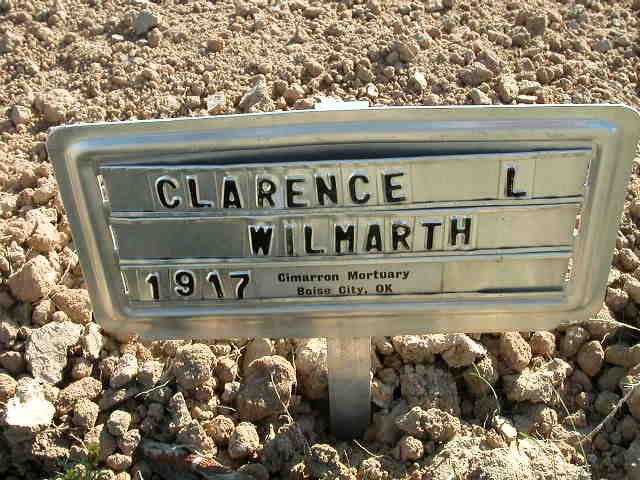 CLARENCE L
WILMARTH
1917 Cimarron Mortuary
Boise City, OK